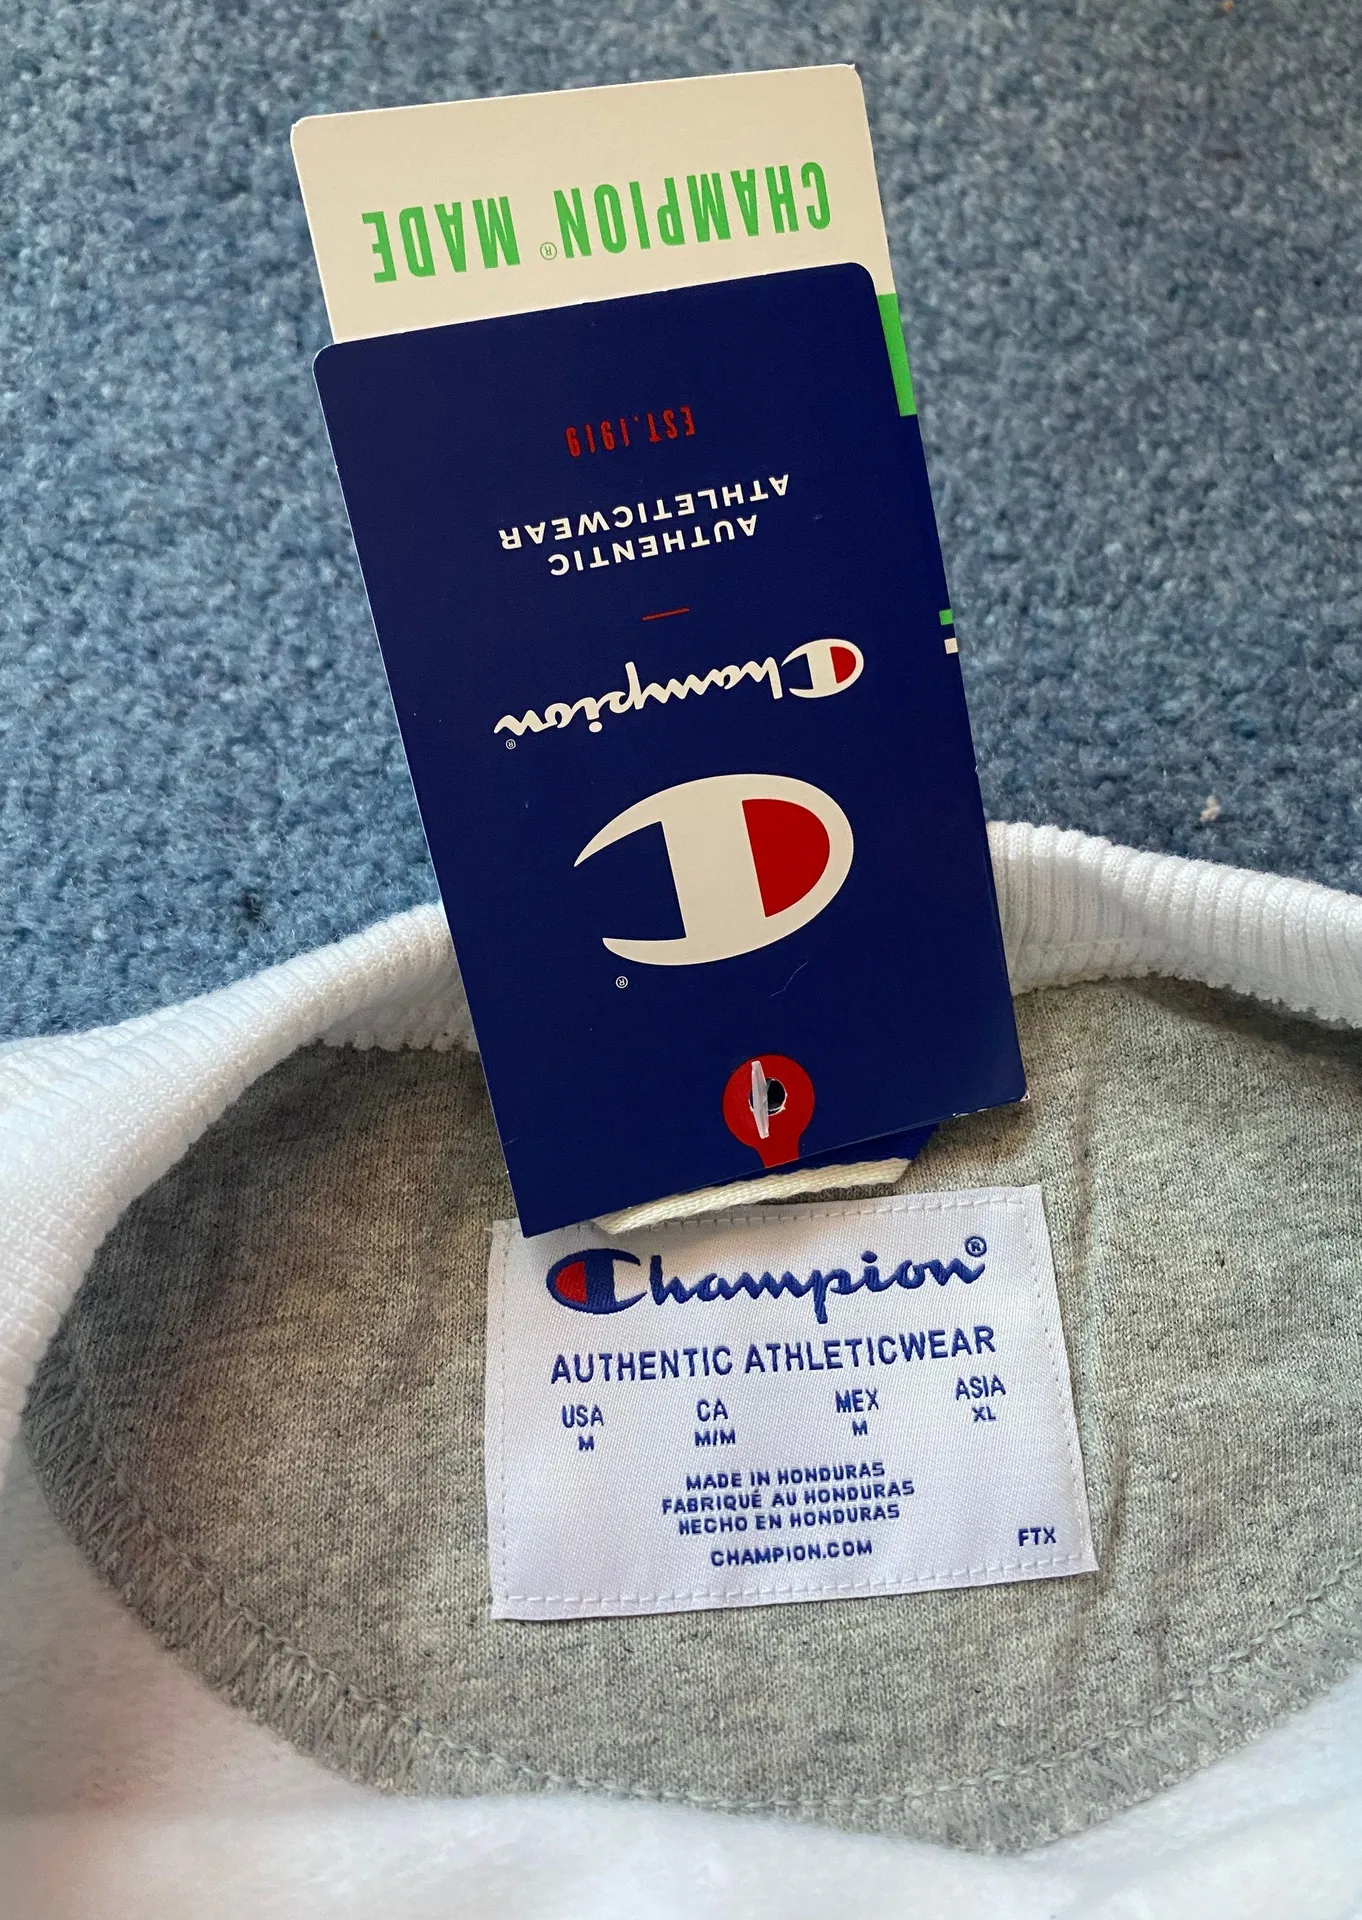 CHAMPION® MADE
EST. 1919
AUTHENTIC
ATHLETICWEAR
Champion®
®
Champion®
AUTHENTIC ATHLETICWEAR
USA CA MEX ASIA
M M/M M XL
MADE IN HONDURAS
FABRIQUÉ AU HONDURAS
HECHO EN HONDURAS
CHAMPION.COM
FTX